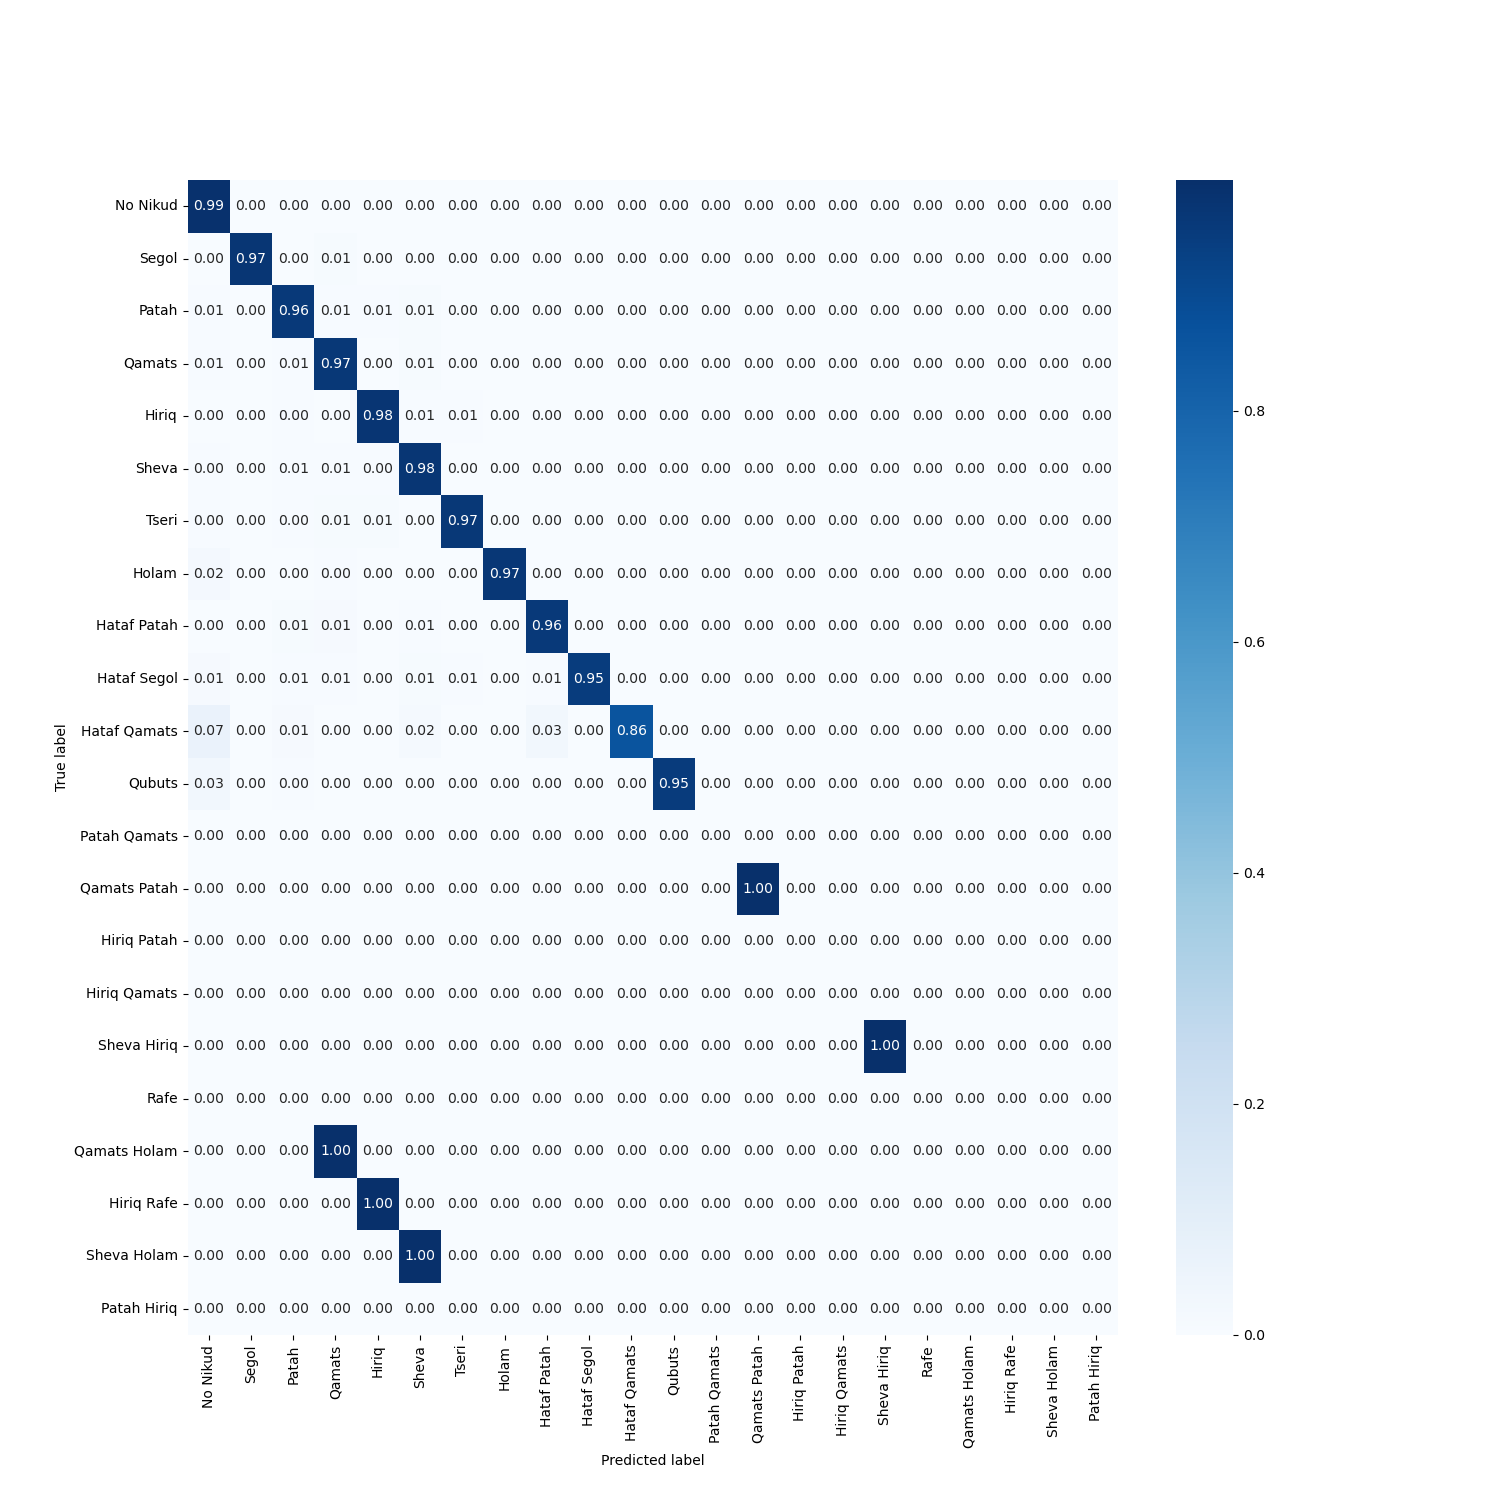 No Nikud 0.99 0.00 0.00 0.00 0.00 0.00 0.00 0.00 0.00 0.00 0.00 0.00 0.00 0.00 0.00 0.00 0.00 0.00 0.00 0.00 0.00 0.00
Segol 0.00 0.97 0.00 0.01 0.00 0.00 0.00 0.00 0.00 0.00 0.00 0.00 0.00 0.00 0.00 0.00 0.00 0.00 0.00 0.00 0.00 0.00
Patah 0.01 0.00 0.96 0.01 0.01 0.01 0.00 0.00 0.00 0.00 0.00 0.00 0.00 0.00 0.00 0.00 0.00 0.00 0.00 0.00 0.00 0.00
Qamats 0.01 0.00 0.01 0.97 0.00 0.01 0.00 0.00 0.00 0.00 0.00 0.00 0.00 0.00 0.00 0.00 0.00 0.00 0.00 0.00 0.00 0.00
Hiriq 0.00 0.00 0.00 0.00 0.98 0.01 0.01 0.00 0.00 0.00 0.00 0.00 0.00 0.00 0.00 0.00 0.00 0.00 0.00 0.00 0.00 0.00
0.8
Sheva 0.00 0.00 0.01 0.01 0.00 0.98 0.00 0.00 0.00 0.00 0.00 0.00 0.00 0.00 0.00 0.00 0.00 0.00 0.00 0.00 0.00 0.00
Tseri 0.00 0.00 0.00 0.01 0.01 0.00 0.97 0.00 0.00 0.00 0.00 0.00 0.00 0.00 0.00 0.00 0.00 0.00 0.00 0.00 0.00 0.00
Holam 0.02 0.00 0.00 0.00 0.00 0.00 0.00 0.97 0.00 0.00 0.00 0.00 0.00 0.00 0.00 0.00 0.00 0.00 0.00 0.00 0.00 0.00
Hataf Patah 0.00 0.00 0.01 0.01 0.00 0.01 0.00 0.00 0.96 0.00 0.00 0.00 0.00 0.00 0.00 0.00 0.00 0.00 0.00 0.00 0.00 0.00
0.6
Hataf Segol 0.01 0.00 0.01 0.01 0.00 0.01 0.01 0.00 0.01 0.95 0.00 0.00 0.00 0.00 0.00 0.00 0.00 0.00 0.00 0.00 0.00 0.00
Hataf Qamats 0.07 0.00 0.01 0.00 0.00 0.02 0.00 0.00 0.03 0.00 0.86 0.00 0.00 0.00 0.00 0.00 0.00 0.00 0.00 0.00 0.00 0.00
True label
Qubuts 0.03 0.00 0.00 0.00 0.00 0.00 0.00 0.00 0.00 0.00 0.00 0.95 0.00 0.00 0.00 0.00 0.00 0.00 0.00 0.00 0.00 0.00
Patah Qamats 0.00 0.00 0.00 0.00 0.00 0.00 0.00 0.00 0.00 0.00 0.00 0.00 0.00 0.00 0.00 0.00 0.00 0.00 0.00 0.00 0.00 0.00
0.4
Qamats Patah 0.00 0.00 0.00 0.00 0.00 0.00 0.00 0.00 0.00 0.00 0.00 0.00 0.00 1.00 0.00 0.00 0.00 0.00 0.00 0.00 0.00 0.00
Hiriq Patah 0.00 0.00 0.00 0.00 0.00 0.00 0.00 0.00 0.00 0.00 0.00 0.00 0.00 0.00 0.00 0.00 0.00 0.00 0.00 0.00 0.00 0.00
Hiriq Qamats 0.00 0.00 0.00 0.00 0.00 0.00 0.00 0.00 0.00 0.00 0.00 0.00 0.00 0.00 0.00 0.00 0.00 0.00 0.00 0.00 0.00 0.00
Sheva Hiriq 0.00 0.00 0.00 0.00 0.00 0.00 0.00 0.00 0.00 0.00 0.00 0.00 0.00 0.00 0.00 0.00 1.00 0.00 0.00 0.00 0.00 0.00
Rafe 0.00 0.00 0.00 0.00 0.00 0.00 0.00 0.00 0.00 0.00 0.00 0.00 0.00 0.00 0.00 0.00 0.00 0.00 0.00 0.00 0.00 0.00
0.2
Qamats Holam 0.00 0.00 0.00 1.00 0.00 0.00 0.00 0.00 0.00 0.00 0.00 0.00 0.00 0.00 0.00 0.00 0.00 0.00 0.00 0.00 0.00 0.00
Hiriq Rafe 0.00 0.00 0.00 0.00 1.00 0.00 0.00 0.00 0.00 0.00 0.00 0.00 0.00 0.00 0.00 0.00 0.00 0.00 0.00 0.00 0.00 0.00
Sheva Holam 0.00 0.00 0.00 0.00 0.00 1.00 0.00 0.00 0.00 0.00 0.00 0.00 0.00 0.00 0.00 0.00 0.00 0.00 0.00 0.00 0.00 0.00
Patah Hiriq 0.00 0.00 0.00 0.00 0.00 0.00 0.00 0.00 0.00 0.00 0.00 0.00 0.00 0.00 0.00 0.00 0.00 0.00 0.00 0.00 0.00 0.00
0.0
No Nikud
Segol
Patah
Qamats
Hiriq
Sheva
Tseri
Holam
Hataf Patah
Hataf Segol
Hataf Qamats
Qubuts
Patah Qamats
Qamats Patah
Hiriq Patah
Hiriq Qamats
Sheva Hiriq
Rafe
Qamats Holam
Hiriq Rafe
Sheva Holam
Patah Hiriq
Predicted label